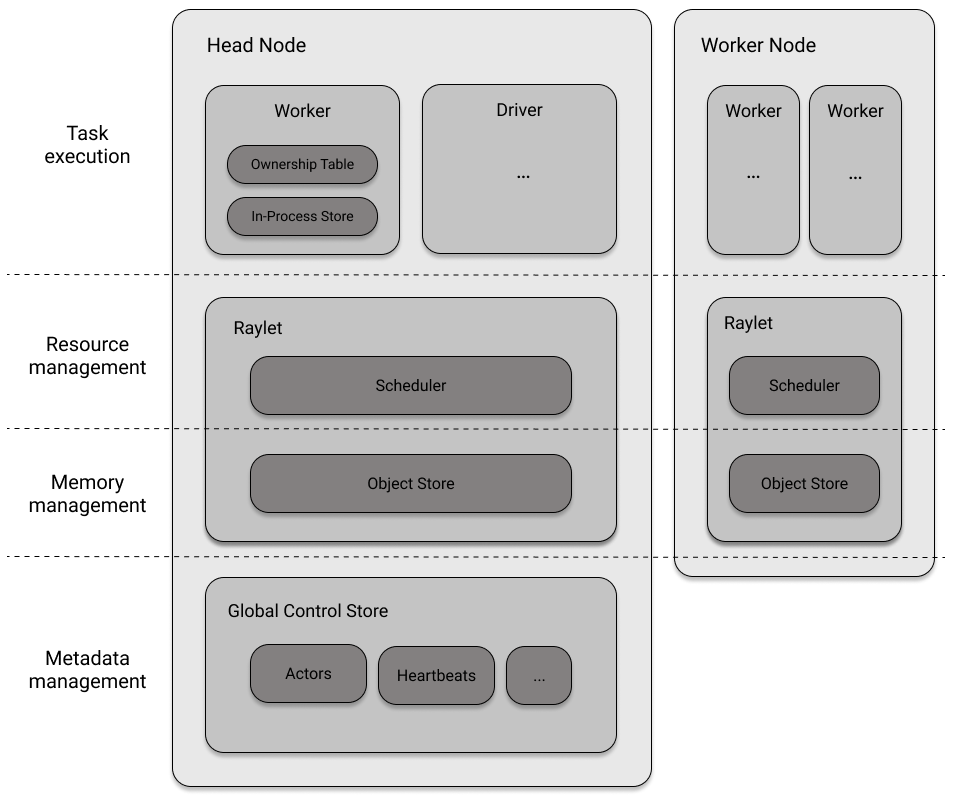 Head Node
Worker Node
Task
execution
Worker
Ownership Table
In-Process Store
Driver
...
Worker
...
Worker
...
Resource
management
Raylet
Scheduler
Raylet
Scheduler
Memory
management
Object Store
Object Store
Metadata
management
Global Control Store
Actors
Heartbeats
...